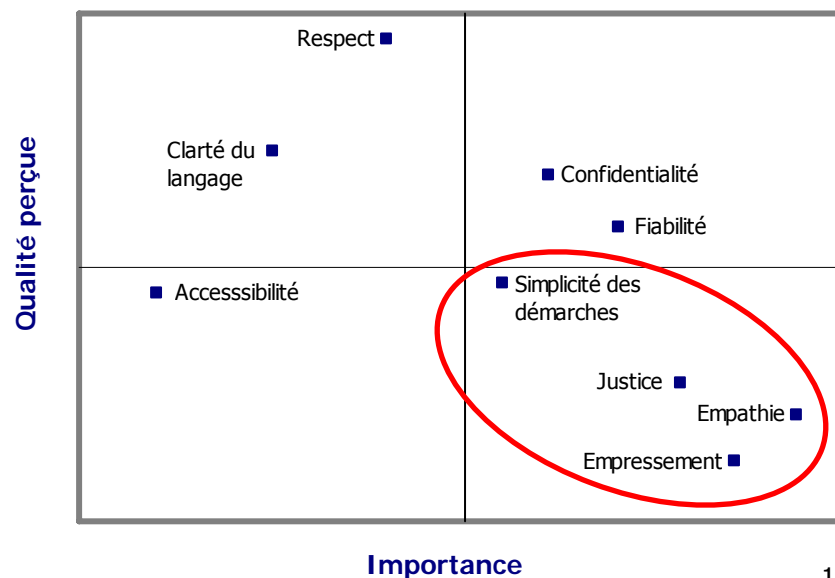 Respect
Clarté du
langage
Confidentialité
Fiabilité
Qualité perçue
Accesssibilité
Simplicité des
démarches
Justice
Empathie
Empressement
Importance
1